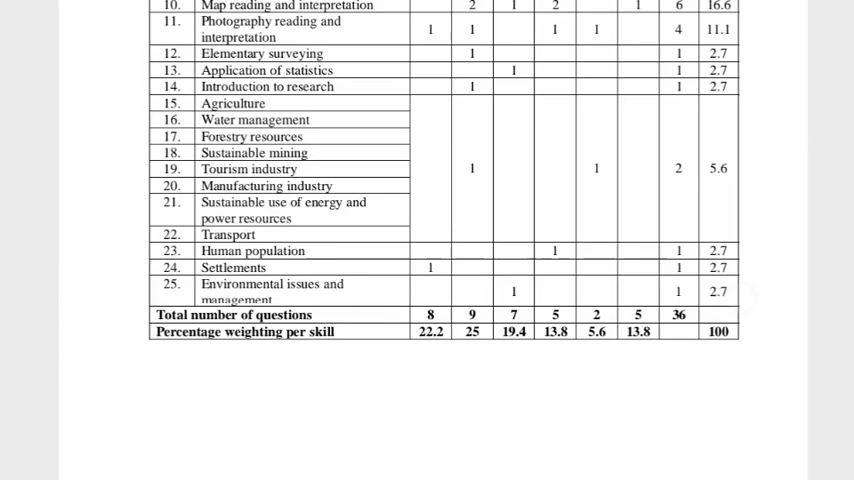 10. Map reading and interpretation 2 1 2 1 6 16.6
11. Photography reading and
interpretation 1 1 1 1 4 11.1
12. Elementary surveying 1 1 2.7
13. Application of statistics 1 1 2.7
14. Introduction to research 1 1 2.7
15. Agriculture
16. Water management
17. Forestry resources
18. Sustainable mining
19. Tourism industry 1 1 2 5.6
20. Manufacturing industry
21. Sustainable use of energy and
power resources
22. Transport
23. Human population 1 1 2.7
24. Settlements 1 1 2.7
25. Environmental issues and
management 1 1 2.7
Total number of questions 8 9 7 5 2 5 36
Percentage weighting per skill 22.2 25 19.4 13.8 5.6 13.8 100